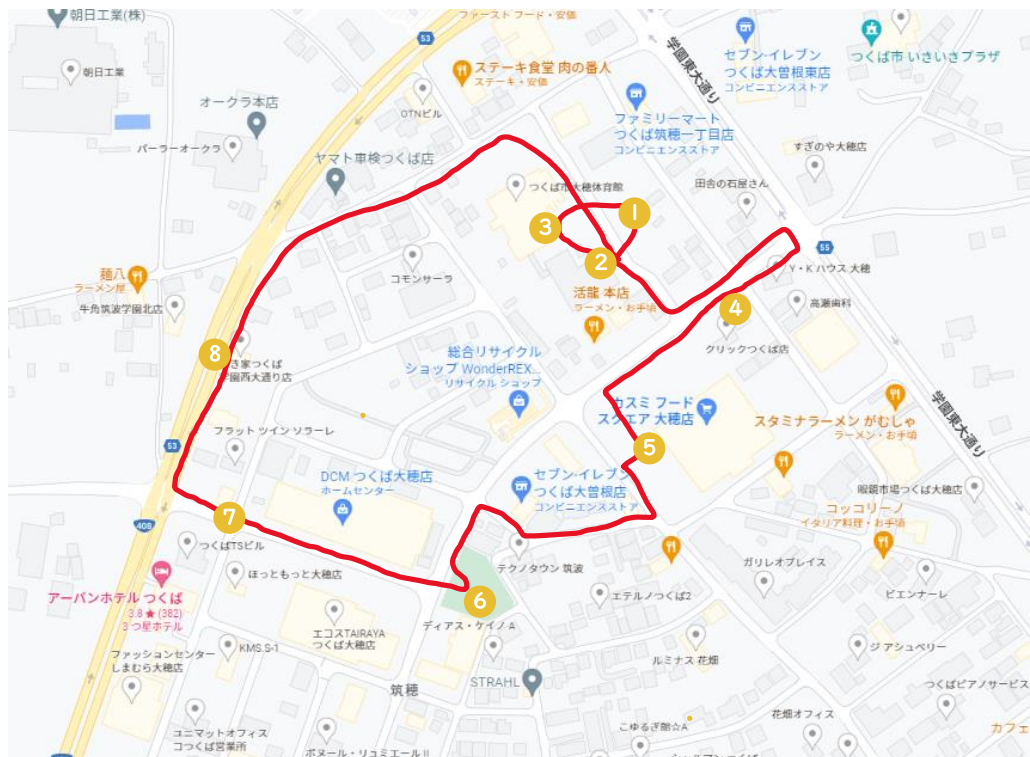 朝日工業(株)
ファースト フード・安価
53
朝日工業
オークラ本店
パーラーオークラ
ステーキ食堂 肉の番人
ステーキ・安価
OTNビル
学園東大通り
セブン-イレブン
つくば大曽根東店
コンビニエンスストア
つくば市 いきいきプラザ
ファミリーマート
つくば筑穂一丁目店
コンビニエンスストア
ヤマト車検つくば店
つくば市大穂体育館
すぎのや大穂店
田舎の石屋さん
1
3
2
55
麺八
ラーメン屋
牛角筑波学園北店
コモンサーラ
Y・K ハウス 大穂
活龍 本店
ラーメン・お手頃
4
高瀬歯科
クリックつくば店
8
き家つくば
学園西大通り店
総合リサイクル
ショップ WonderREX...
リサイクル ショップ
カスミ フード
スクエア 大穂店
スタミナラーメン がむしゃ
ラーメン・お手頃
学園東大通り
フラット ツイン ソラーレ
53
5
DCM つくば大穂店
ホームセンター
セブン-イレブン
つくば大曽根店
コンビニエンスストア
眼鏡市場つくば大穂店
コッコリーノ
イタリア料理・お手頃
7
408
つくばTSビル
テクノタウン 筑波
ガリレオプレイス
ほっともっと大穂店
アーバンホテル つくば
3.8 ★ (382)
3 つ星ホテル
6
エテルノつくば2
ビエンナーレ
ディアス・ケイノ A
エコスTAIRAYA
つくば大穂店
KMS.S-1
ファッションセンター
しまむら大穂店
ルミナス 花畑
ジ アシュペリー
筑穂
STRAHL
つくばピアノサービス
ユニマットオフィス
コつくば営業所
こゆるぎ館☆A
花畑オフィス
カフェ
ボヌール・リュミエールⅡ